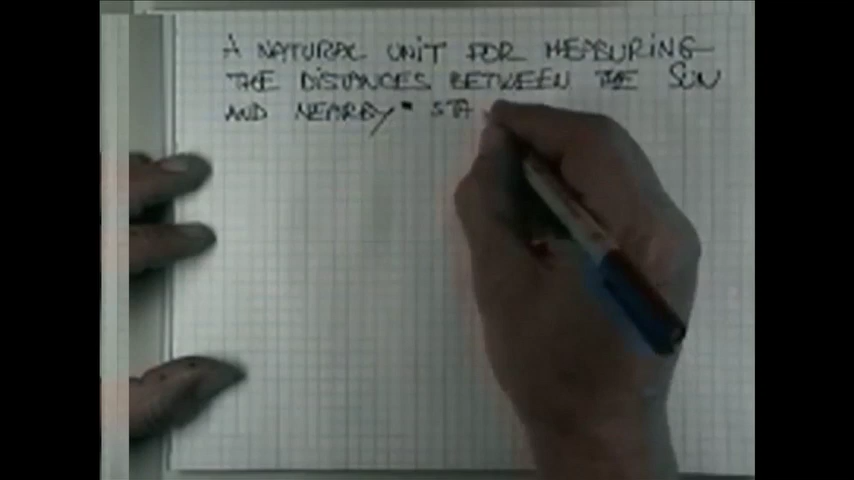 A NATURAL UNIT FOR MEASURING
THE DISTANCES BETWEEN THE SUN
AND NEARBY" STA